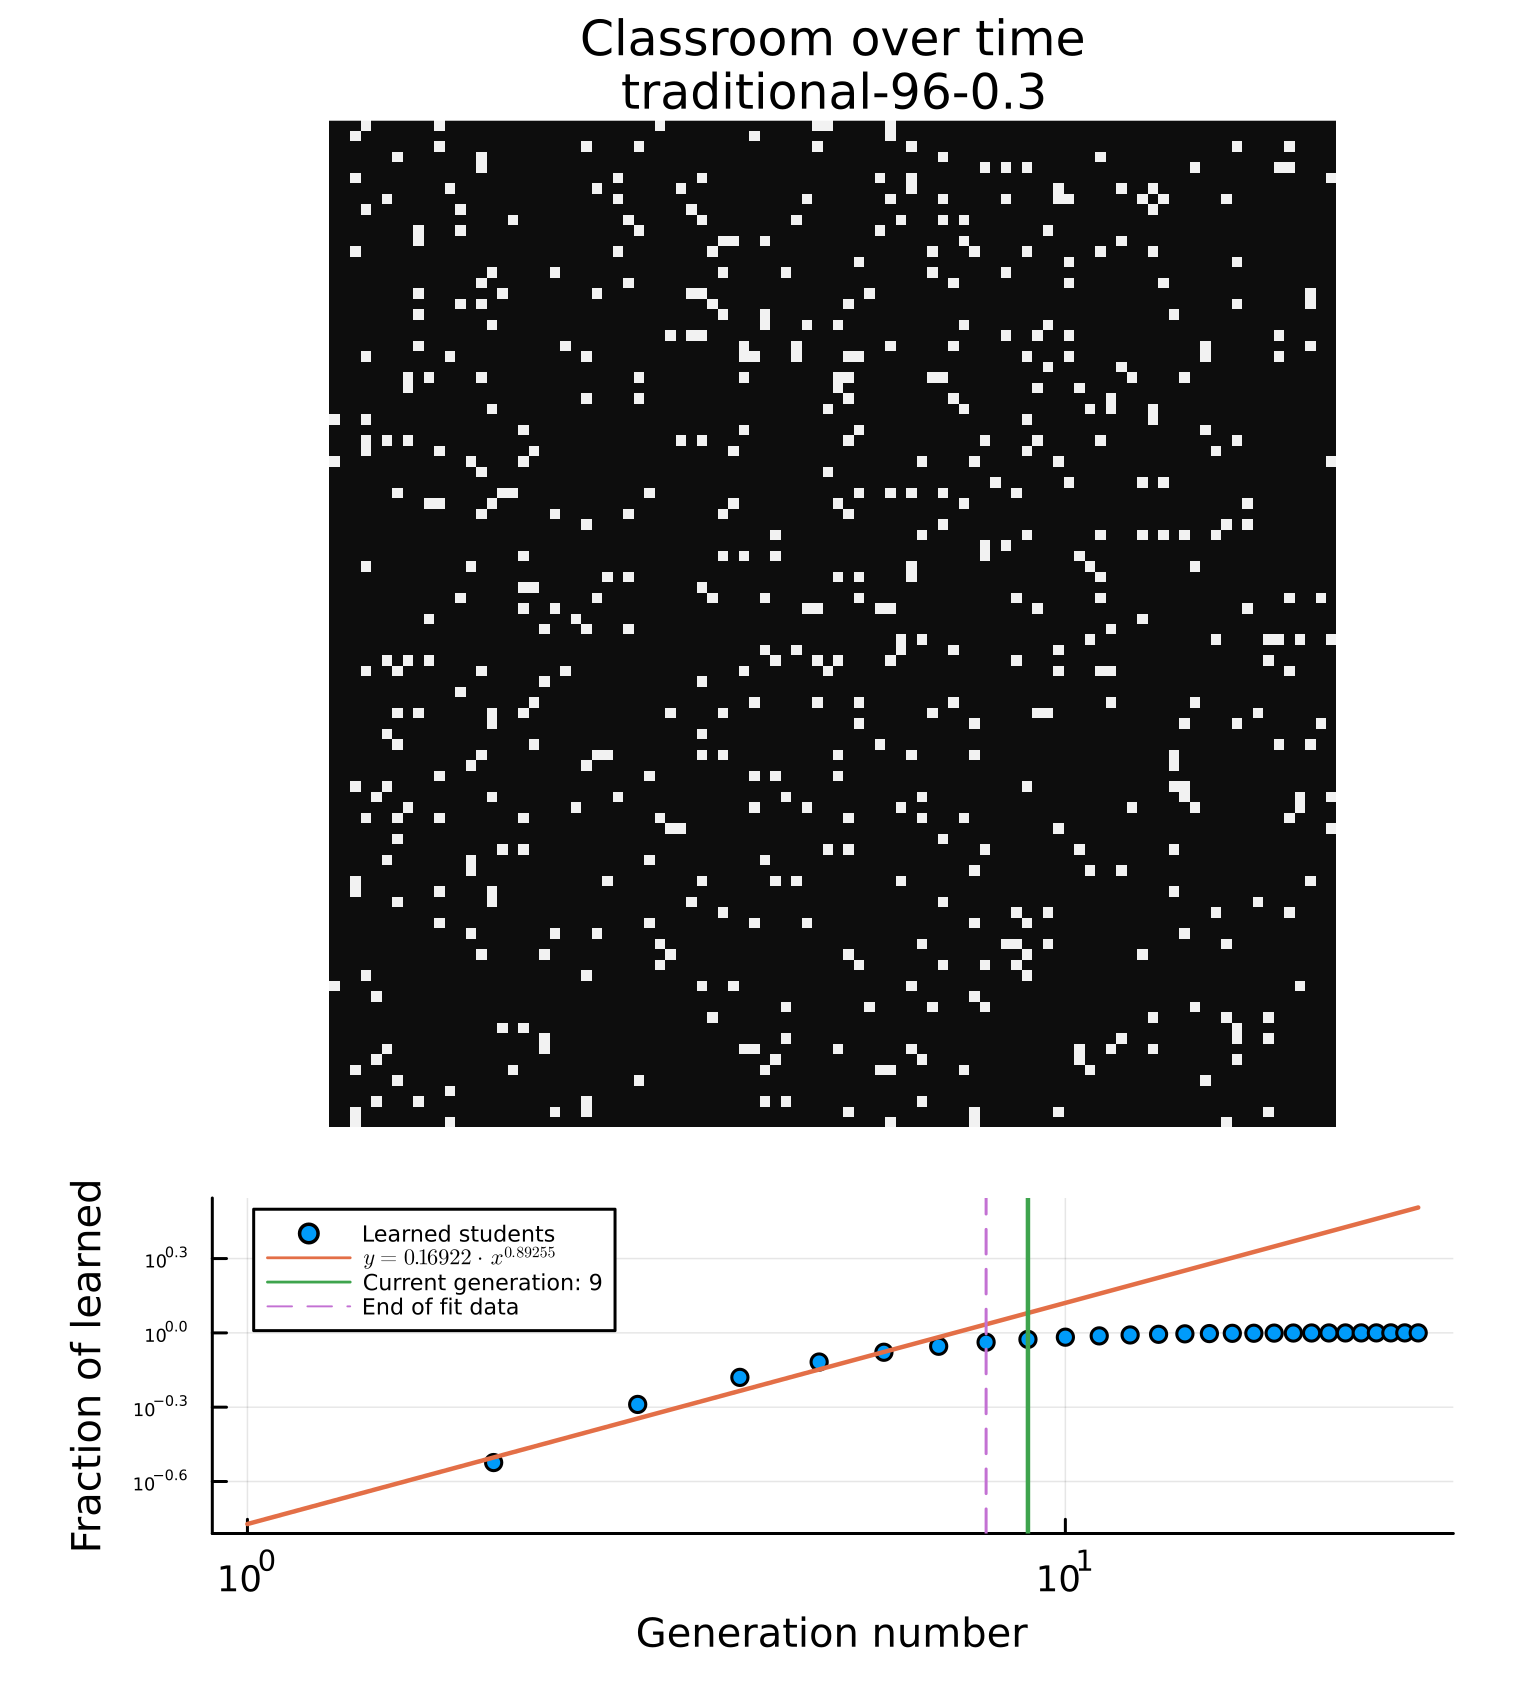 Classroom over time
traditional-96-0.3
Fraction of learned
10^0.3
10^0.0
10^−0.3
10^−0.6
Learned students
y = 0.16922 · x^0.89255
Current generation: 9
End of fit data
10^0
10^1
Generation number